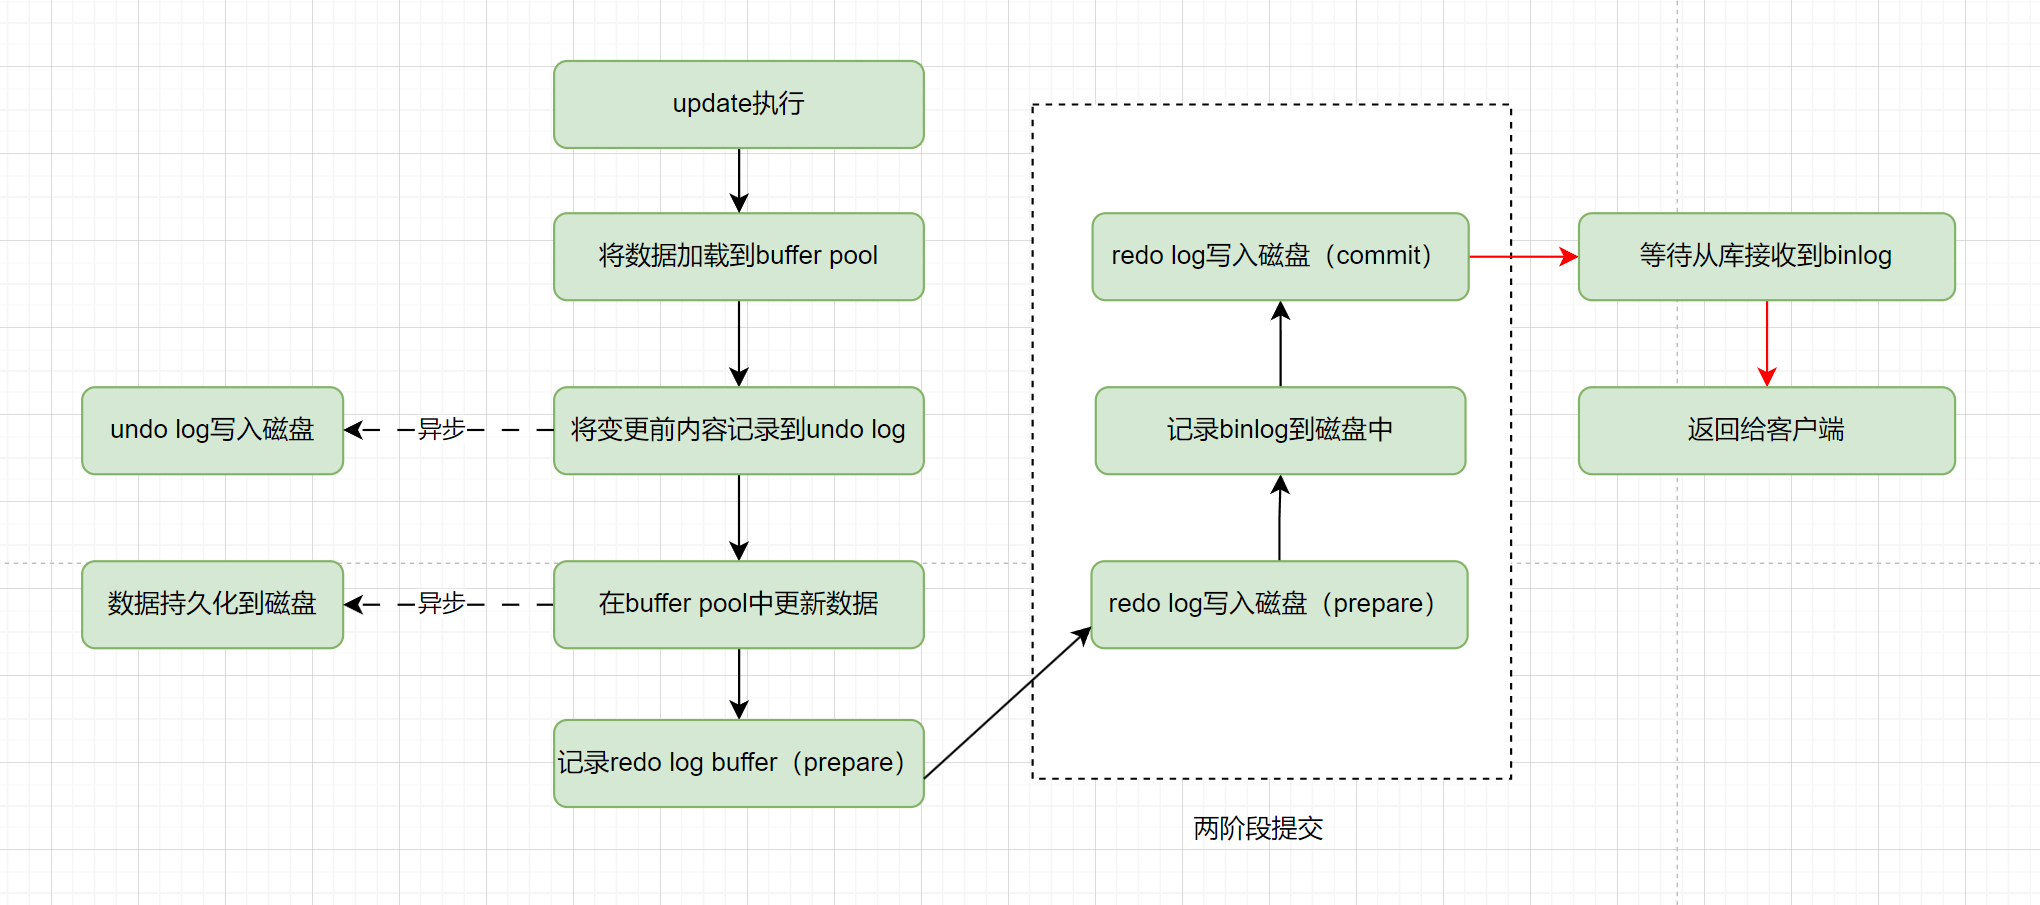 update执行
将数据加载到buffer pool
将变更前内容记录到undo log
异步
undo log写入磁盘
在buffer pool中更新数据
异步
数据持久化到磁盘
记录redo log buffer（prepare）
redo log写入磁盘（prepare）
记录binlog到磁盘中
redo log写入磁盘（commit）
两阶段提交
等待从库接收到binlog
返回给客户端